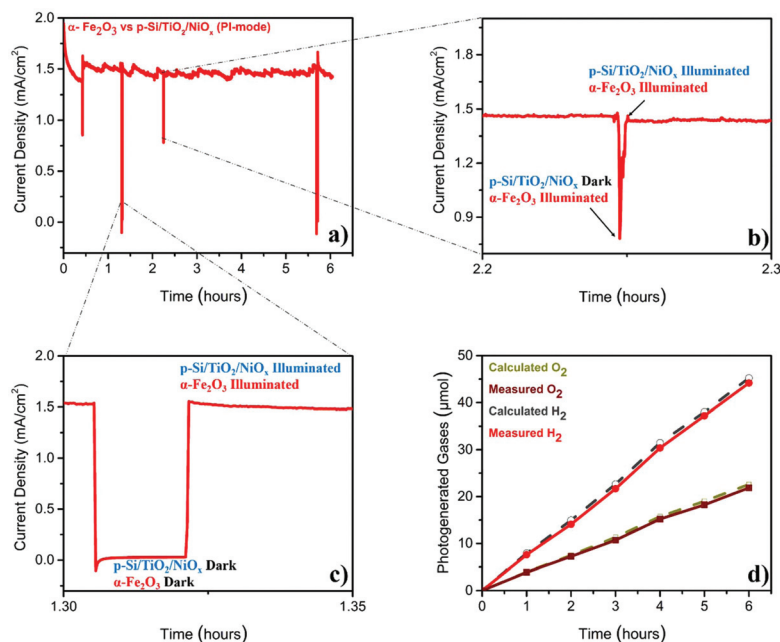 α- Fe₂O₃ vs p-Si/TiO₂/NiOₓ (PI-mode)
Current Density (mA/cm²)
2.0
1.5
1.0
0.5
0.0
0 1 2 3 4 5 6
Time (hours)
a)
Current Density (mA/cm²)
1.8
1.5
1.2
0.9
p-Si/TiO₂/NiOₓ Illuminated
α-Fe₂O₃ Illuminated
p-Si/TiO₂/NiOₓ Dark
α-Fe₂O₃ Illuminated
2.2 2.3
Time (hours)
b)
Current Density (mA/cm²)
2.0
1.5
1.0
0.5
0.0
p-Si/TiO₂/NiOₓ Illuminated
α-Fe₂O₃ Illuminated
p-Si/TiO₂/NiOₓ Dark
α-Fe₂O₃ Dark
1.30 1.35
Time (hours)
c)
Photogenerated Gases (μmol)
50
40
30
20
10
0
Calculated O₂
Measured O₂
Calculated H₂
Measured H₂
0 1 2 3 4 5 6
Time (hours)
d)